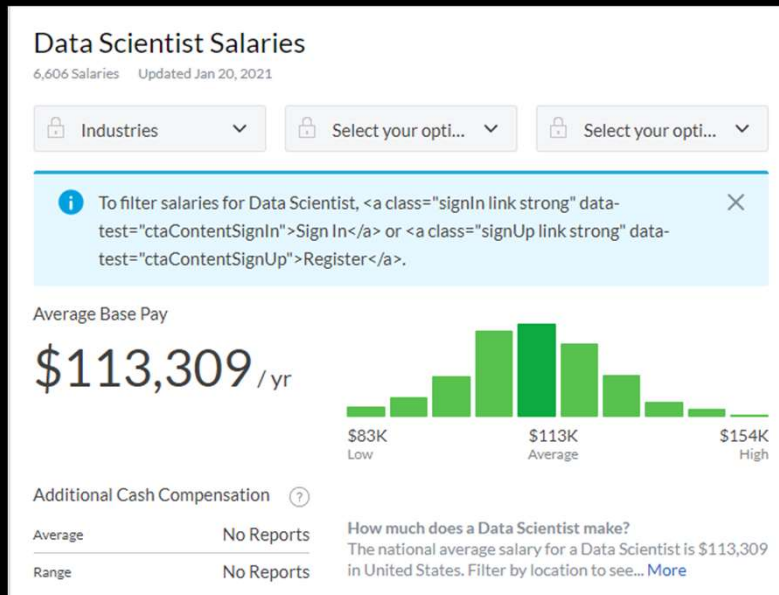 Data Scientist Salaries
6,606 Salaries Updated Jan 20, 2021
Industries
Select your opti...
Select your opti...
To filter salaries for Data Scientist, <a class="signIn link strong" data-
test="ctaContentSignIn">Sign In</a> or <a class="signUp link strong" data-
test="ctaContentSignUp">Register</a>.
Average Base Pay
$113,309 / yr
$83K
Low
$113K
Average
$154K
High
Additional Cash Compensation ?
Average No Reports
Range No Reports
How much does a Data Scientist make?
The national average salary for a Data Scientist is $113,309
in United States. Filter by location to see... More